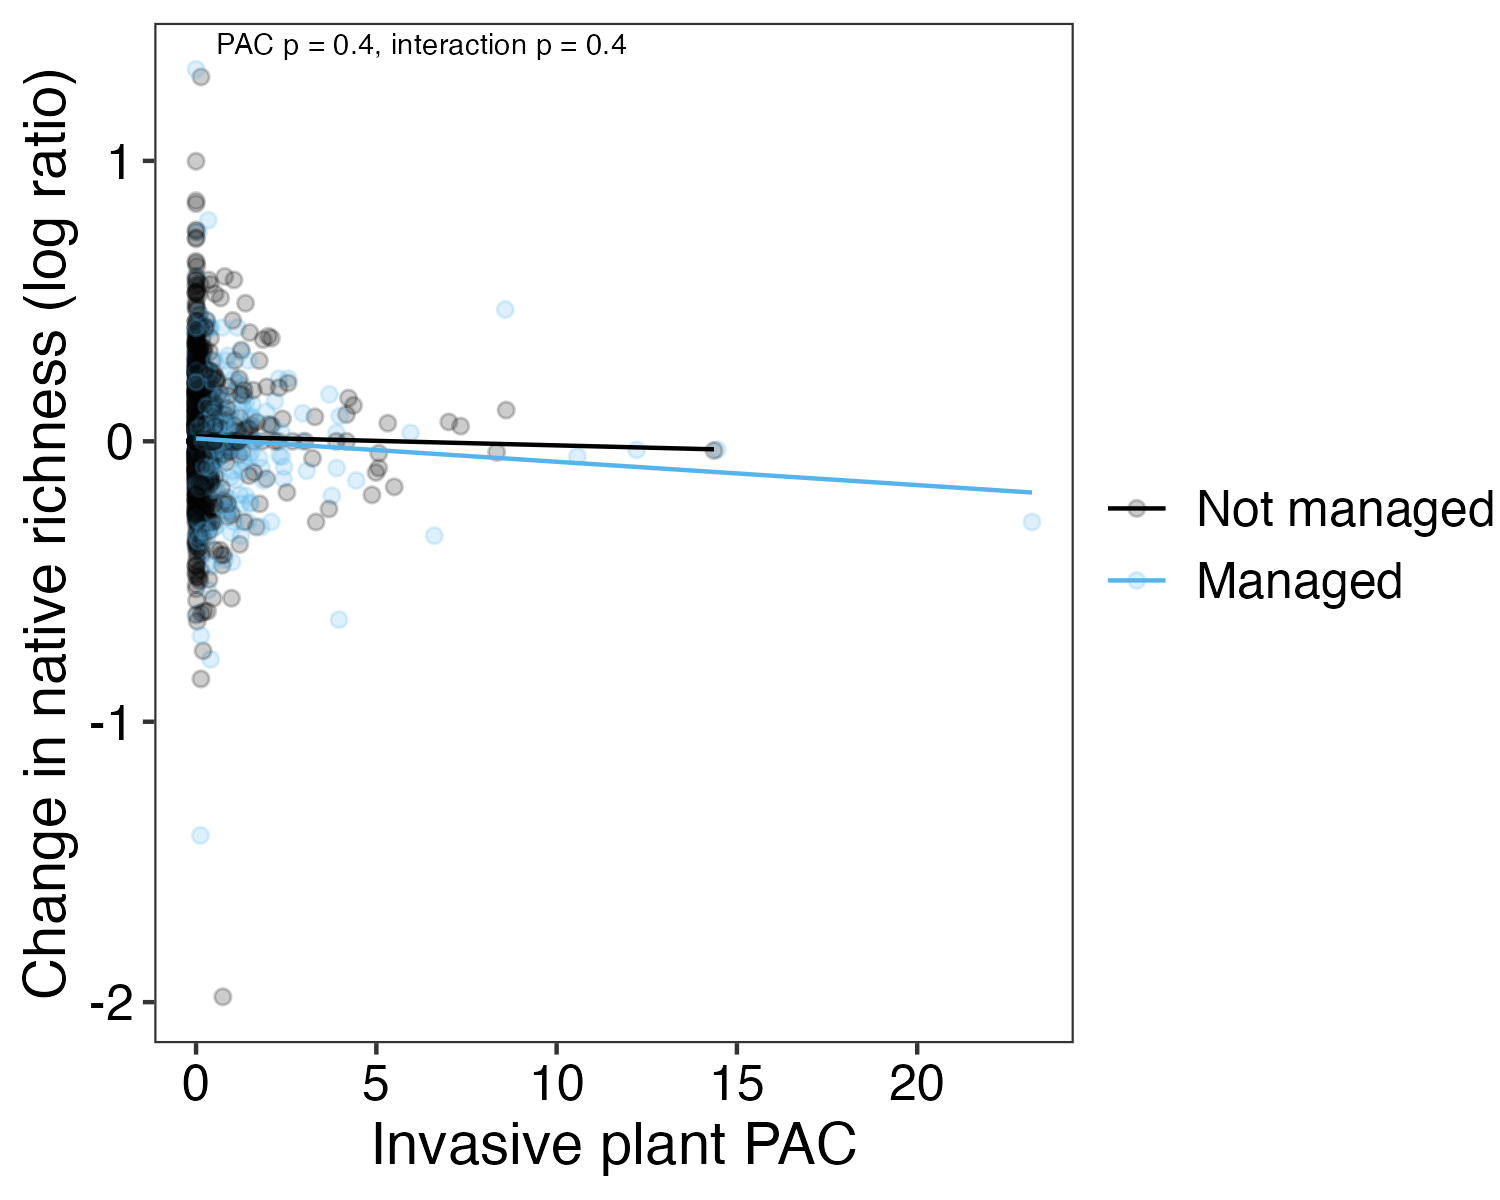 PAC p = 0.4, interaction p = 0.4
Change in native richness (log ratio)
1
0
-1
-2
0 5 10 15 20
Invasive plant PAC
Not managed
Managed